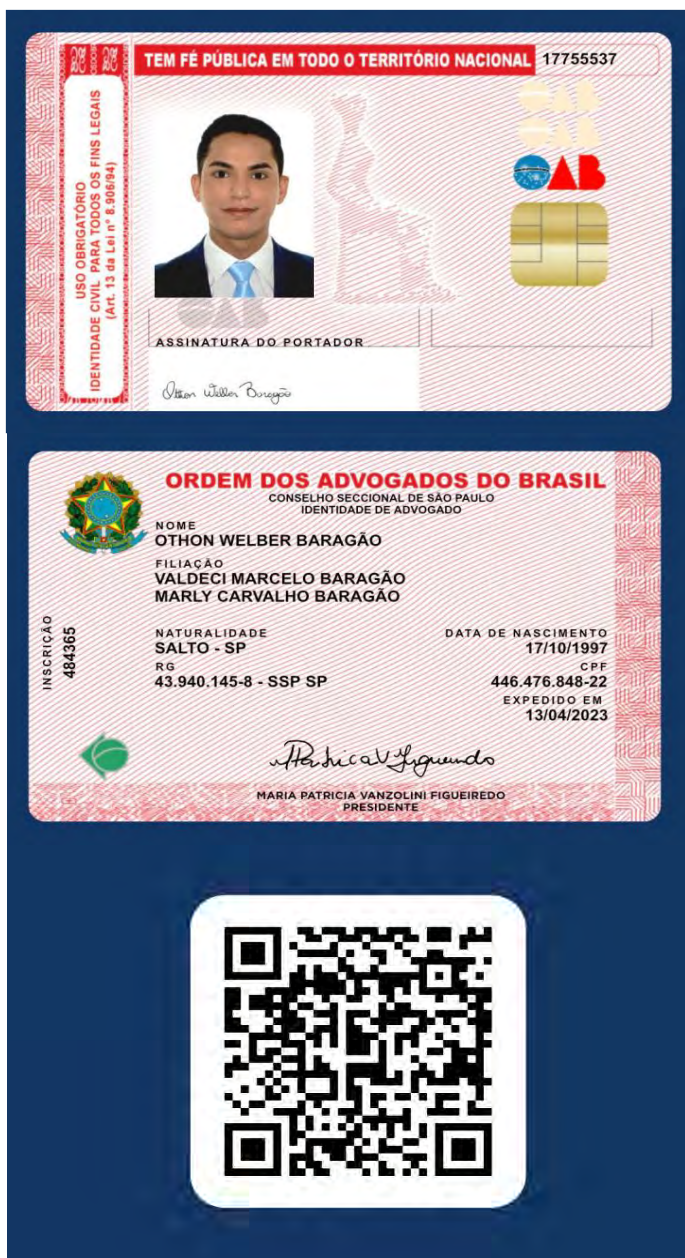 TEM FÉ PÚBLICA EM TODO O TERRITÓRIO NACIONAL 17755537
USO OBRIGATÓRIO
IDENTIDADE CIVIL PARA TODOS OS FINS LEGAIS
(Art. 13 da Lei nº 8.906/94)
OAB
OAB
OAB
OAB
ASSINATURA DO PORTADOR
Othon Welber Baragão
ORDEM DOS ADVOGADOS DO BRASIL
CONSELHO SECCIONAL DE SÃO PAULO
IDENTIDADE DE ADVOGADO
NOME
OTHON WELBER BARAGÃO
FILIAÇÃO
VALDECI MARCELO BARAGÃO
MARLY CARVALHO BARAGÃO
INSCRIÇÃO
484365
NATURALIDADE
SALTO - SP
DATA DE NASCIMENTO
17/10/1997
RG
43.940.145-8 - SSP SP
CPF
446.476.848-22
EXPEDIDO EM
13/04/2023
MARIA PATRICIA VANZOLINI FIGUEIREDO
PRESIDENTE